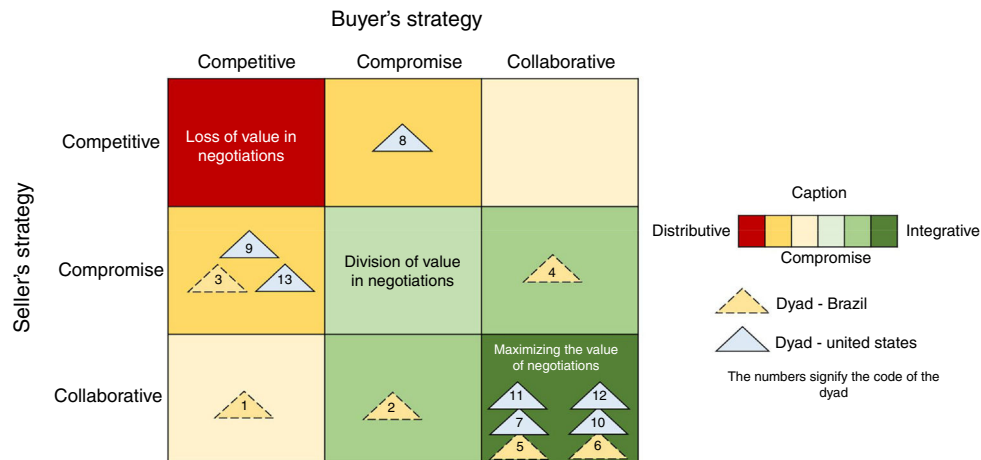 Buyer's strategy
Competitive
Compromise
Collaborative
Seller's strategy
Competitive
Loss of value in
negotiations
8
Compromise
9
3
13
Division of value
in negotiations
4
Collaborative
1
2
Maximizing the value
of negotiations
11
12
7
10
5
6
Caption
Distributive
Integrative
Compromise
Dyad - Brazil
Dyad - united states
The numbers signify the code of the
dyad